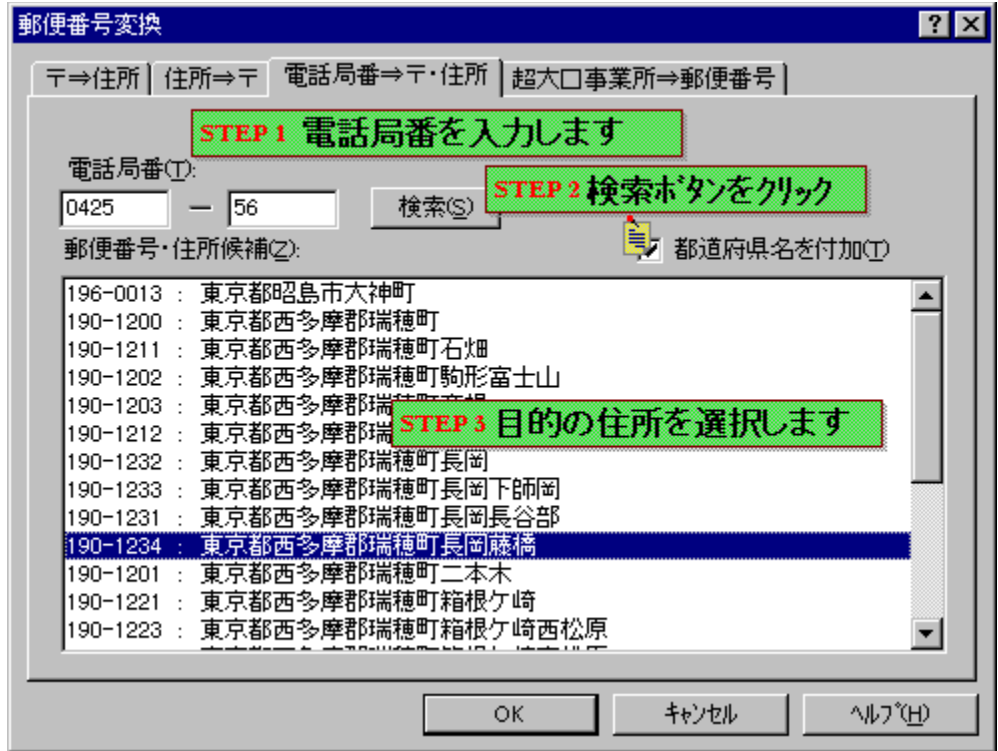 郵便番号変換
〒⇒住所 住所⇒〒 電話局番⇒〒・住所 超大口事業所⇒郵便番号
STEP 1 電話局番を入力します
電話局番(T):
STEP 2 検索ボタンをクリック
0425 — 56 検索(S)
郵便番号・住所候補(Z): 都道府県名を付加(T)
196-0013 : 東京都昭島市大神町
190-1200 : 東京都西多摩郡瑞穂町
190-1211 : 東京都西多摩郡瑞穂町石畑
190-1202 : 東京都西多摩郡瑞穂町駒形富士山
190-1203 : 東京都西多摩郡瑞穂町
STEP 3 目的の住所を選択します
190-1212 : 東京都西多摩郡瑞
190-1232 : 東京都西多摩郡瑞穂町長岡
190-1233 : 東京都西多摩郡瑞穂町長岡下師岡
190-1231 : 東京都西多摩郡瑞穂町長岡長谷部
190-1234 : 東京都西多摩郡瑞穂町長岡藤橋
190-1201 : 東京都西多摩郡瑞穂町二本木
190-1221 : 東京都西多摩郡瑞穂町箱根ケ崎
190-1223 : 東京都西多摩郡瑞穂町箱根ケ崎西松原
OK キャンセル ヘルプ(H)